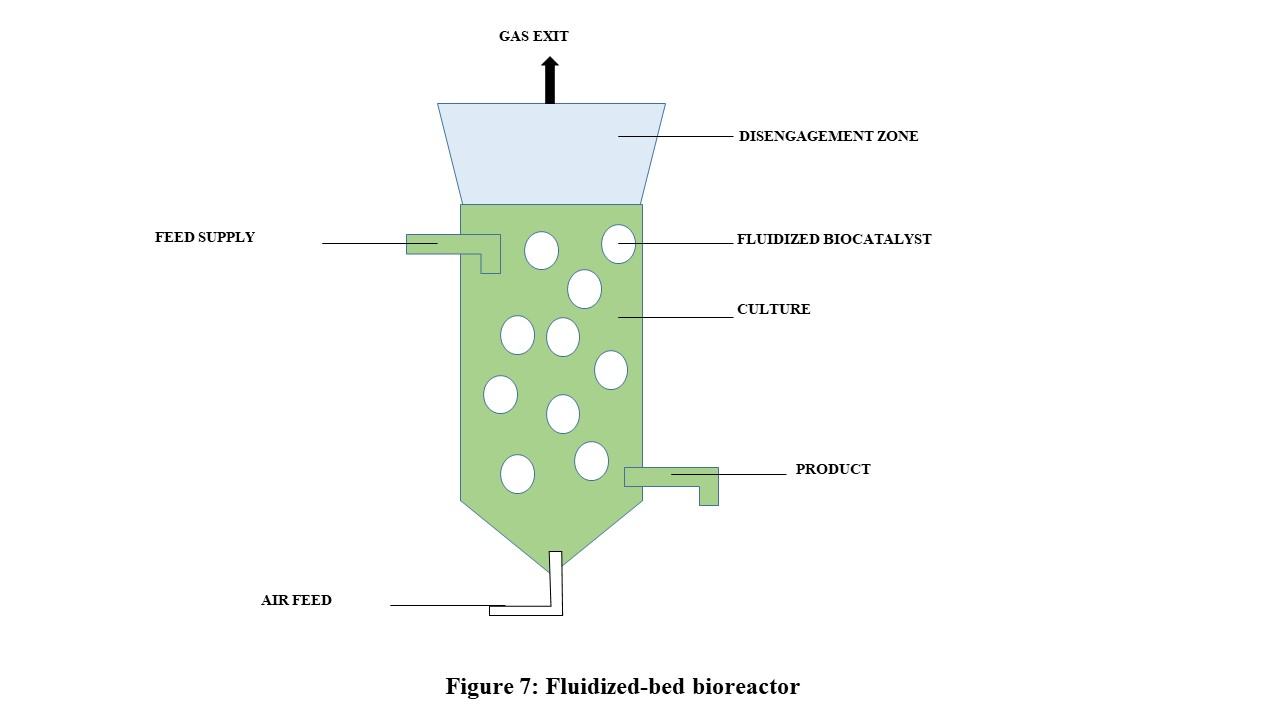 GAS EXIT
DISENGAGEMENT ZONE
FEED SUPPLY
FLUIDIZED BIOCATALYST
CULTURE
PRODUCT
AIR FEED
Figure 7: Fluidized-bed bioreactor